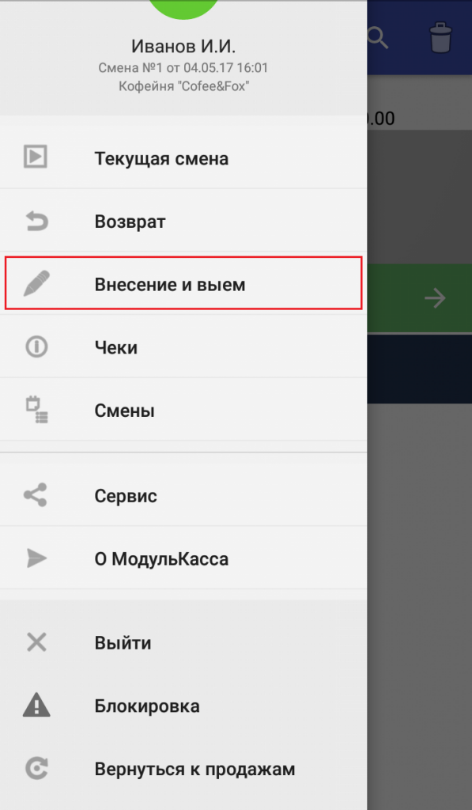 Иванов И.И.
Смена №1 от 04.05.17 16:01
Кофейня "Cofee&Fox"
.00
Текущая смена
Возврат
Внесение и выем
Чеки
Смены
Сервис
О МодульКасса
Выйти
Блокировка
Вернуться к продажам